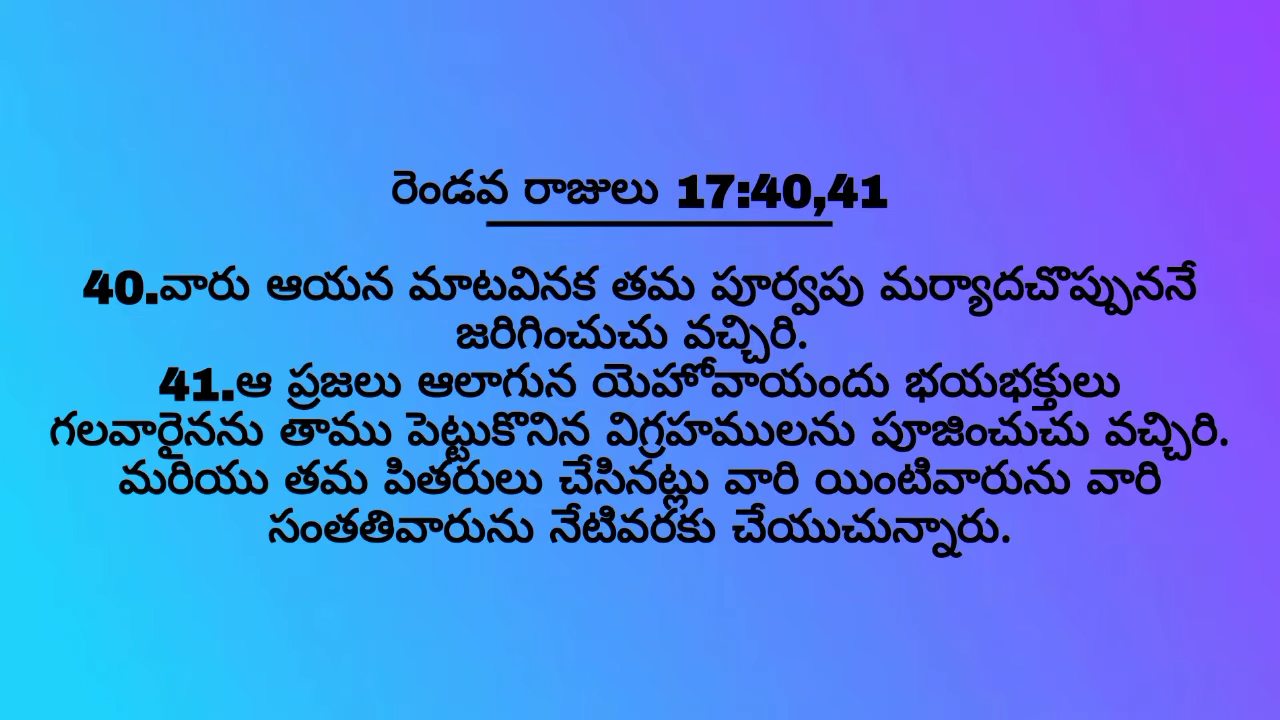 రెండవ రాజులు 17:40,41
40.వారు ఆయన మాటవినక తమ పూర్వపు మర్యాదచొప్పుననే
జరిగించుచు వచ్చిరి.
41.ఆ ప్రజలు ఆలాగున యెహోవాయందు భయభక్తులు
గలవారైనను తాము పెట్టుకొనిన విగ్రహములను పూజించుచు వచ్చిరి.
మరియు తమ పితరులు చేసినట్లు వారి యింటివారును వారి
సంతతివారును నేటివరకు చేయుచున్నారు.